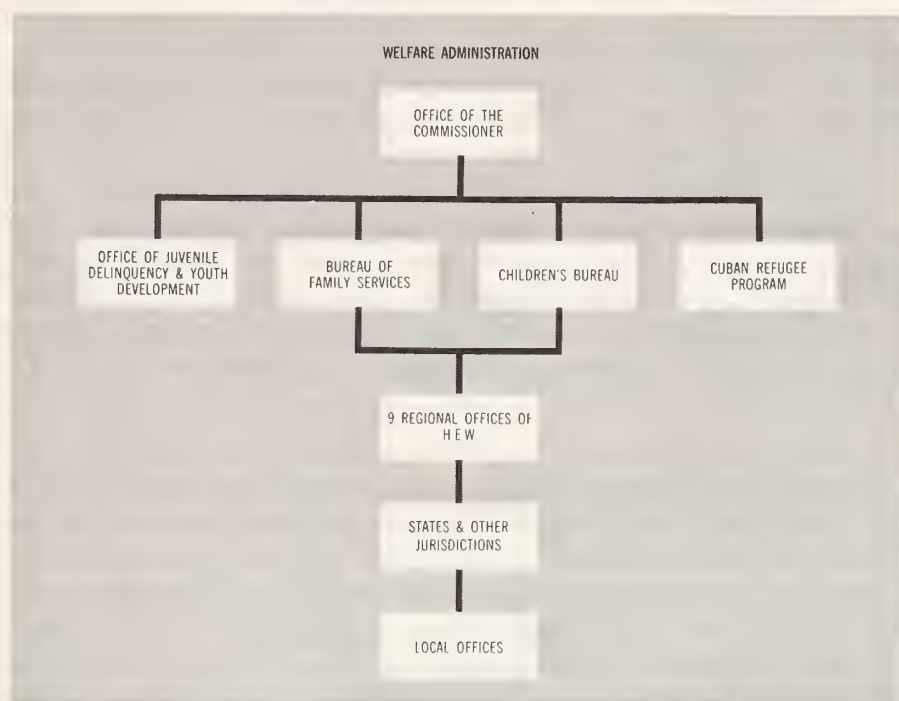 WELFARE ADMINISTRATION
OFFICE OF THE
COMMISSIONER
OFFICE OF JUVENILE
DELINQUENCY & YOUTH
DEVELOPMENT
BUREAU OF
FAMILY SERVICES
CHILDREN'S BUREAU
CUBAN REFUGEE
PROGRAM
9 REGIONAL OFFICES OF
H E W
STATES & OTHER
JURISDICTIONS
LOCAL OFFICES